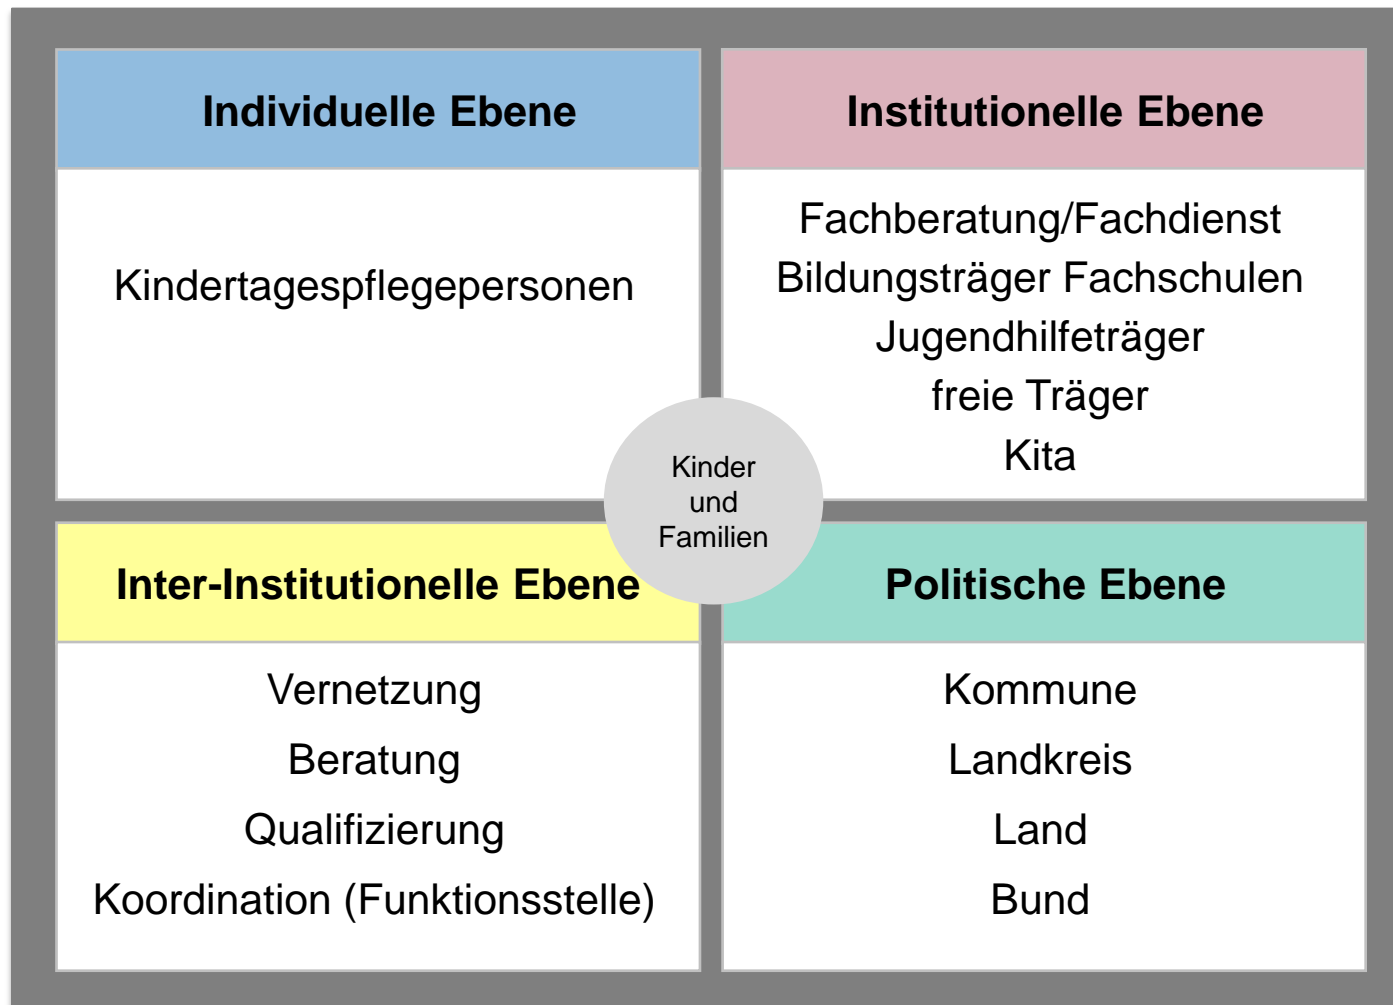 Individuelle Ebene
Kindertagespflegepersonen
Institutionelle Ebene
Fachberatung/Fachdienst
Bildungsträger Fachschulen
Jugendhilfeträger
freie Träger
Kita
Kinder
und
Familien
Inter-Institutionelle Ebene
Vernetzung
Beratung
Qualifizierung
Koordination (Funktionsstelle)
Politische Ebene
Kommune
Landkreis
Land
Bund